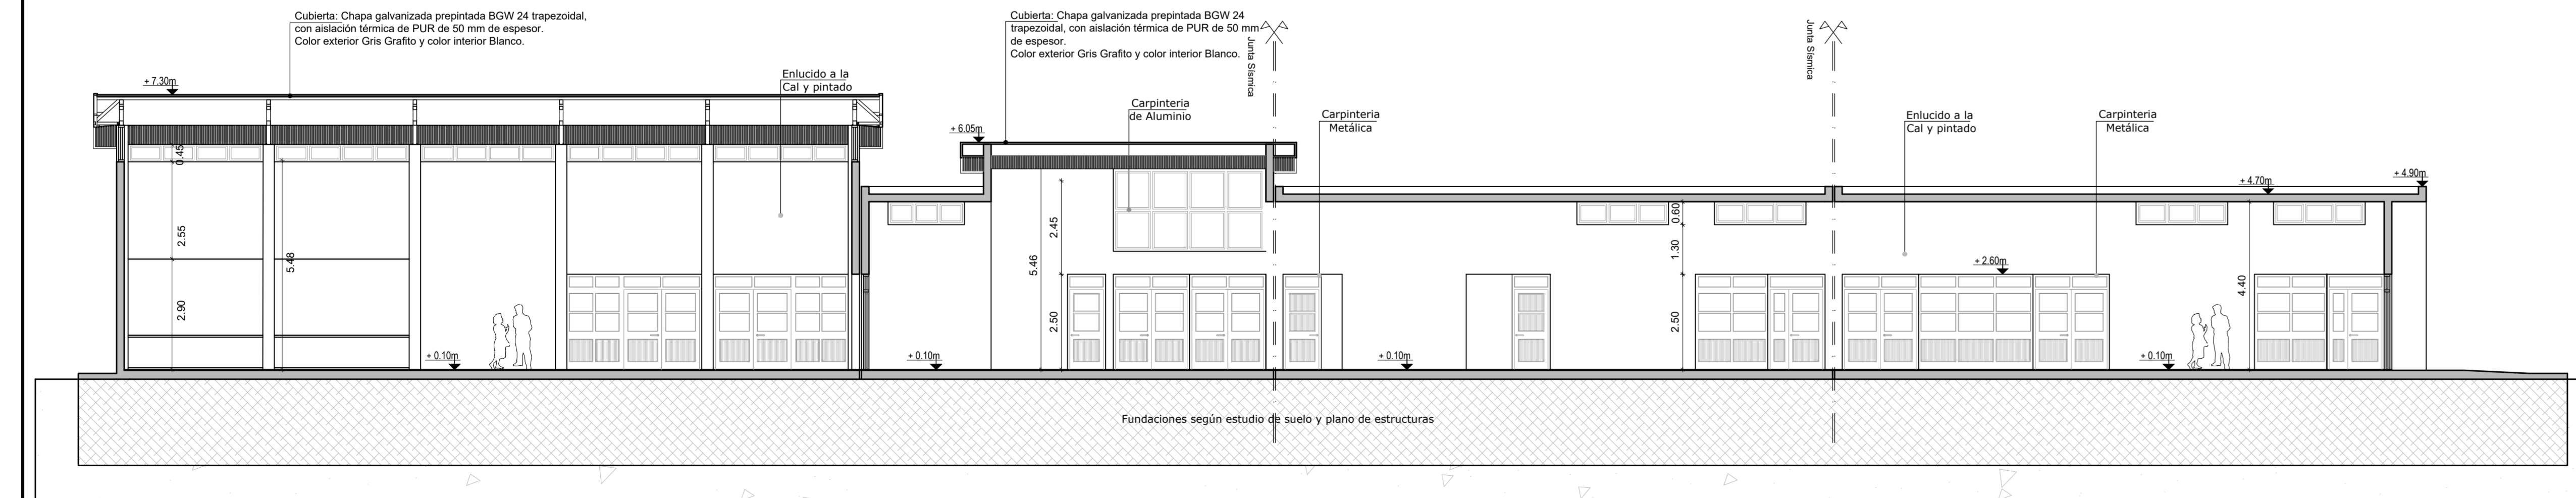 Cubierta: Chapa galvanizada prepintada BGW 24 trapezoidal,
con aislación térmica de PUR de 50 mm de espesor.
Color exterior Gris Grafito y color interior Blanco.
Cubierta: Chapa galvanizada prepintada BGW 24
trapezoidal, con aislación térmica de PUR de 50 mm
de espesor.
Color exterior Gris Grafito y color interior Blanco.
Junta Sísmica
Junta Sísmica
+ 7.30m
Enlucido a la
Cal y pintado
+ 6.05m
Carpinteria
de Aluminio
Carpinteria
Metálica
Enlucido a la
Cal y pintado
Carpinteria
Metálica
+ 4.70m
+ 4.90m
0.45
2.55
2.90
5.48
5.46
2.45
2.50
0.60
1.30
2.50
+ 2.60m
4.40
+ 0.10m
+ 0.10m
+ 0.10m
+ 0.10m
Fundaciones según estudio de suelo y plano de estructuras